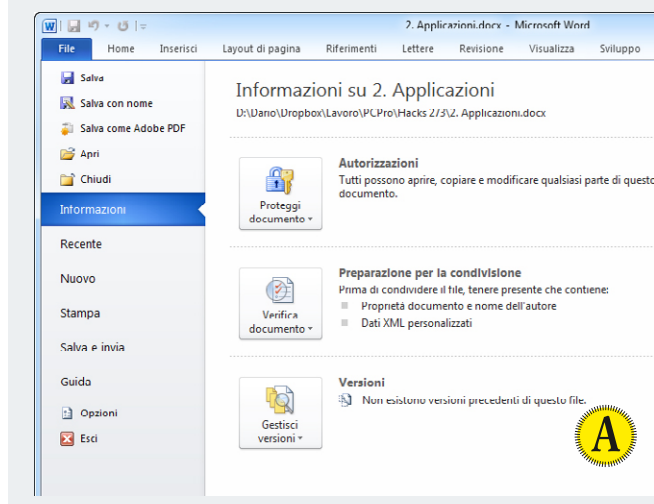 W
2. Applicazioni.docx - Microsoft Word
File Home Inserisci Layout di pagina Riferimenti Lettere Revisione Visualizza Sviluppo
Salva
Salva con nome
Salva come Adobe PDF
Apri
Chiudi
Informazioni
Recente
Nuovo
Stampa
Salva e invia
Guida
Opzioni
Esci
Informazioni su 2. Applicazioni
D:\Dario\Dropbox\Lavoro\PCPro\Hacks 273\2. Applicazioni.docx
Proteggi
documento
Autorizzazioni
Tutti possono aprire, copiare e modificare qualsiasi parte di questo
documento.
Verifica
documento
Preparazione per la condivisione
Prima di condividere il file, tenere presente che contiene:
Proprietà documento e nome dell'autore
Dati XML personalizzati
Gestisci
versioni
Versioni
Non esistono versioni precedenti di questo file.
A